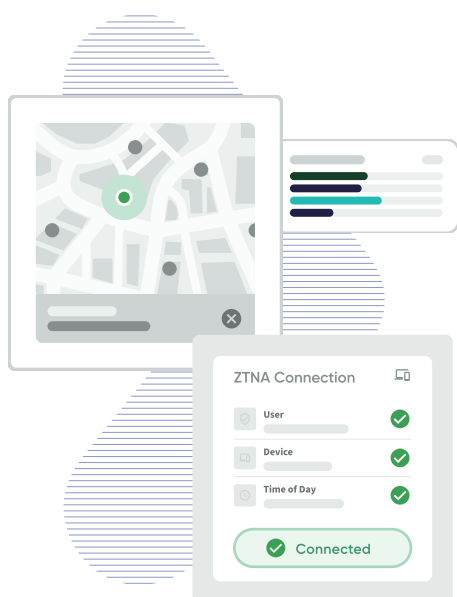 ZTNA Connection
User
Device
Time of Day
Connected